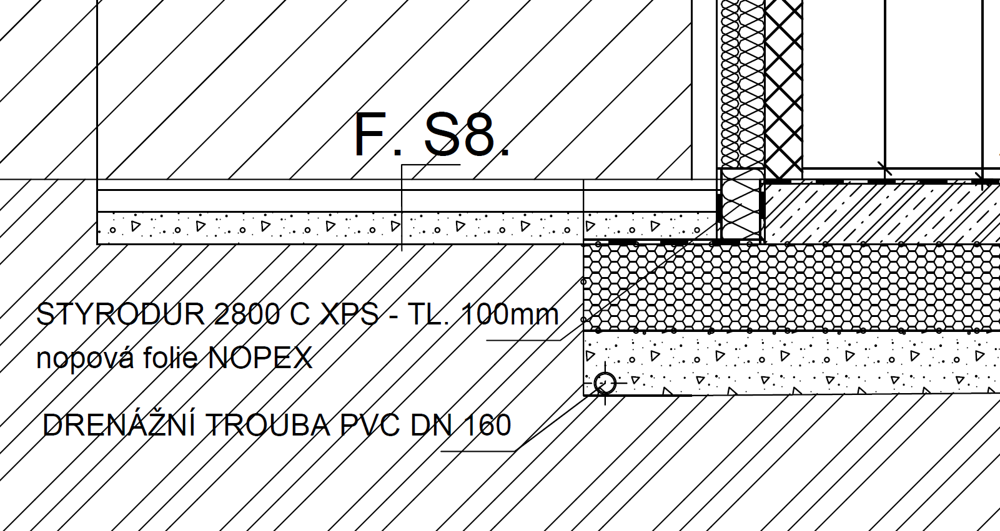 F. S8.
STYRODUR 2800 C XPS - TL. 100mm
nopová folie NOPEX
DRENÁŽNÍ TROUBA PVC DN 160